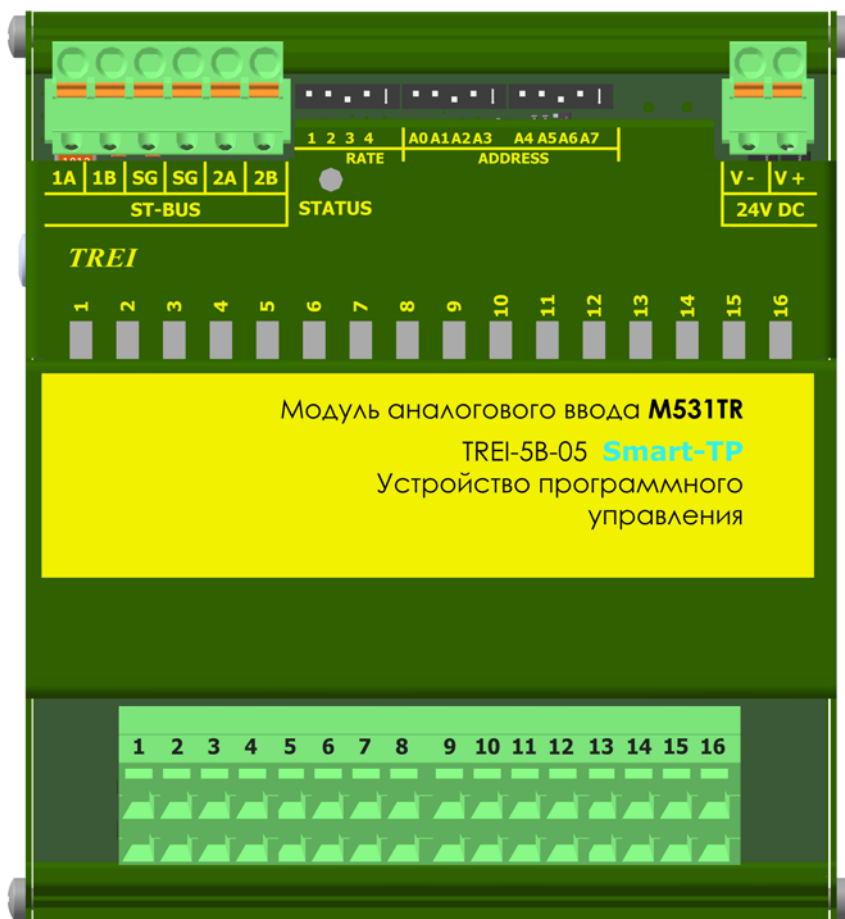 1 2 3 4 A0 A1 A2 A3 A4 A5 A6 A7
RATE ADDRESS
1A 1B SG SG 2A 2B
ST-BUS
STATUS
V - V +
24V DC
TREI
1 2 3 4 5 6 7 8 9 10 11 12 13 14 15 16
Модуль аналогового ввода M531TR
TREI-5B-05 Smart-TP
Устройство программного
управления
1 2 3 4 5 6 7 8 9 10 11 12 13 14 15 16